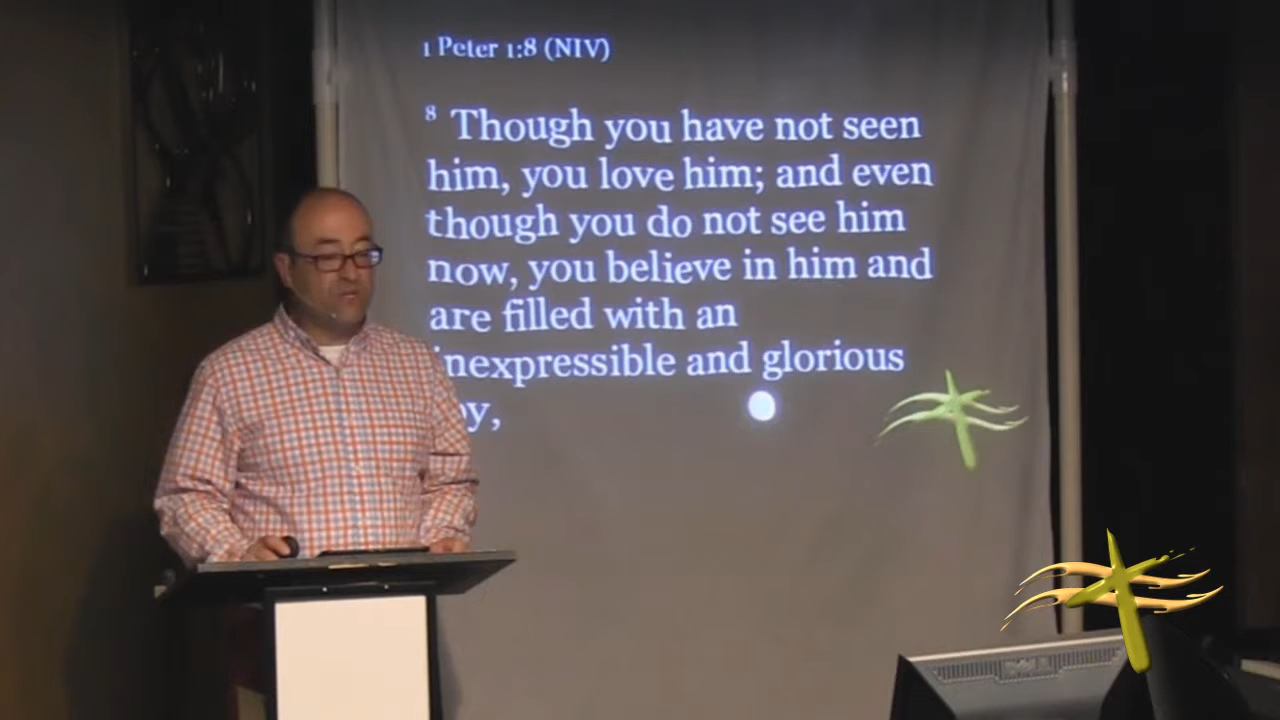 1 Peter 1:8 (NIV)
8 Though you have not seen
him, you love him; and even
though you do not see him
now, you believe in him and
are filled with an
inexpressible and glorious
oy,